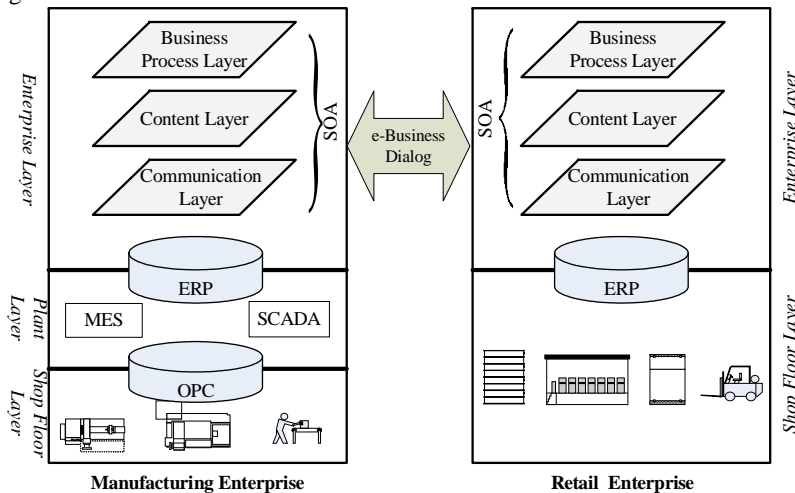 Business
Process Layer
Content Layer
Communication
Layer
SOA
Enterprise Layer
ERP
MES
SCADA
Plant
Layer
OPC
Shop Floor
Layer
Manufacturing Enterprise
e-Business
Dialog
Business
Process Layer
Content Layer
Communication
Layer
SOA
Enterprise Layer
ERP
Shop Floor Layer
Retail Enterprise